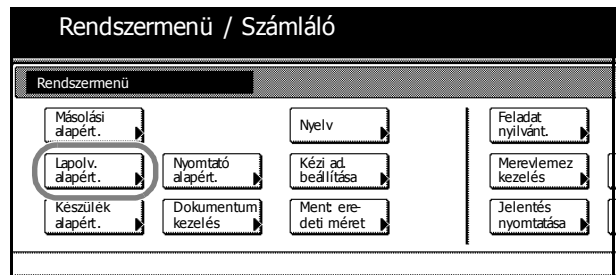 Rendszermenü / Számláló
Rendszermenü
Másolási
alapért.
Nyelv
Feladat
nyilvánt.
Lapolv.
alapért.
Nyomtató
alapért.
Kézi ad.
beállítása
Merevlemez
kezelés
Készülék
alapért.
Dokumentum
kezelés
Ment. ere-
deti méret
Jelentés
nyomtatása